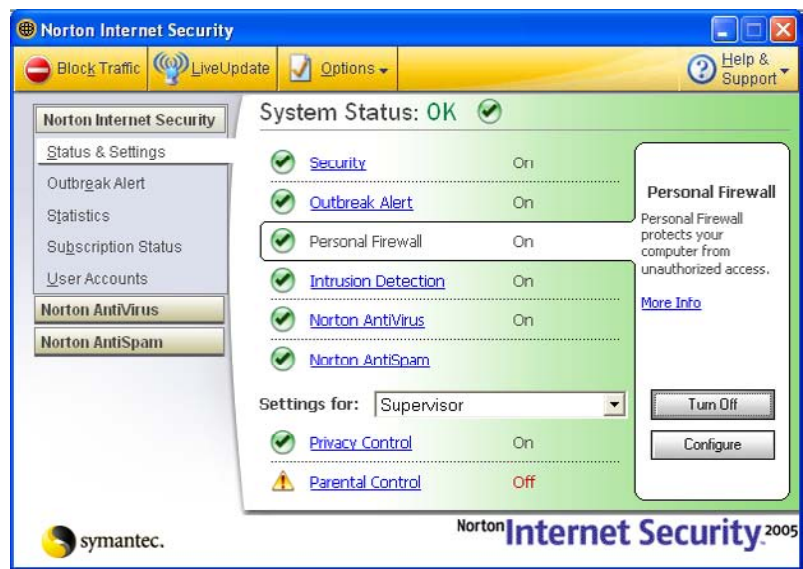 Norton Internet Security
Block Traffic LiveUpdate Options Help &
Support
Norton Internet Security
Status & Settings
Outbreak Alert
Statistics
Subscription Status
User Accounts
Norton AntiVirus
Norton AntiSpam
System Status: OK
Security On
Outbreak Alert On
Personal Firewall On
Intrusion Detection On
Norton AntiVirus On
Norton AntiSpam
Settings for: Supervisor
Privacy Control On
Parental Control Off
Personal Firewall
Personal Firewall
protects your
computer from
unauthorized access.
More Info
Turn Off
Configure
symantec.
Norton Internet Security 2005